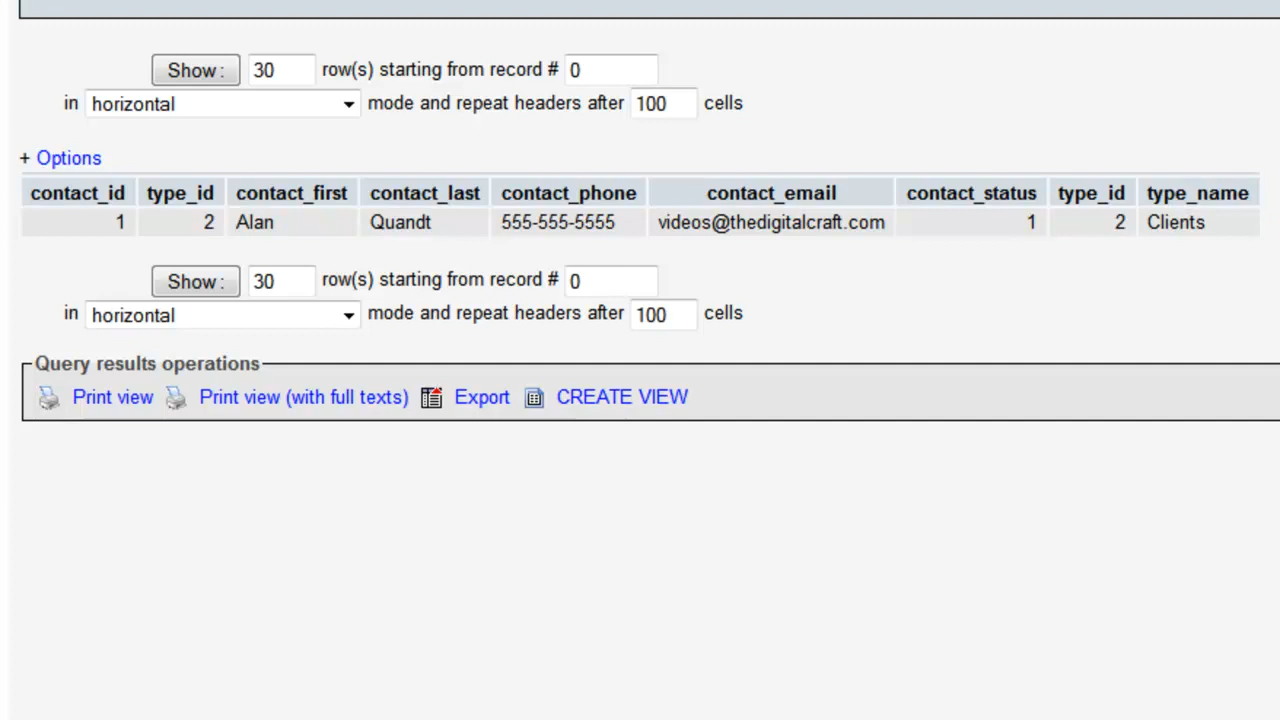 Show : 30 row(s) starting from record # 0
in horizontal mode and repeat headers after 100 cells
+ Options
contact_id type_id contact_first contact_last contact_phone contact_email contact_status type_id type_name
1 2 Alan Quandt 555-555-5555 videos@thedigitalcraft.com 1 2 Clients
Show : 30 row(s) starting from record # 0
in horizontal mode and repeat headers after 100 cells
Query results operations
Print view Print view (with full texts) Export CREATE VIEW